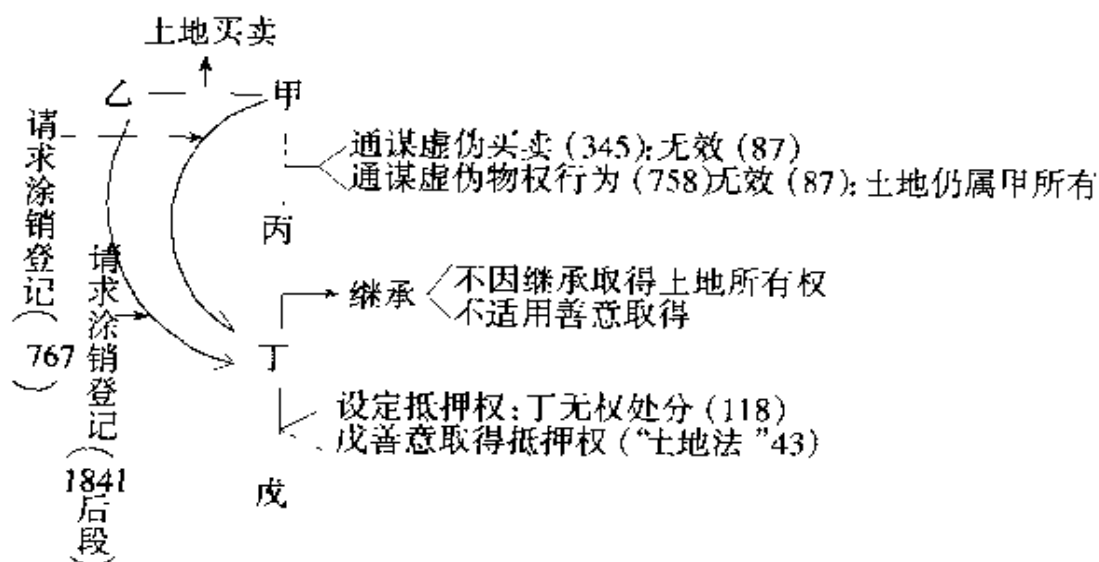 土地买卖
乙
甲
请求涂销登记(767)
请求涂销登记(1841后段)
通谋虚伪买卖(345):无效(87)
通谋虚伪物权行为(758)无效(87):土地仍属甲所有
丙
继承
不因继承取得土地所有权
不适用善意取得
丁
设定抵押权:丁无权处分(118)
戊善意取得抵押权(“土地法”43)
戊